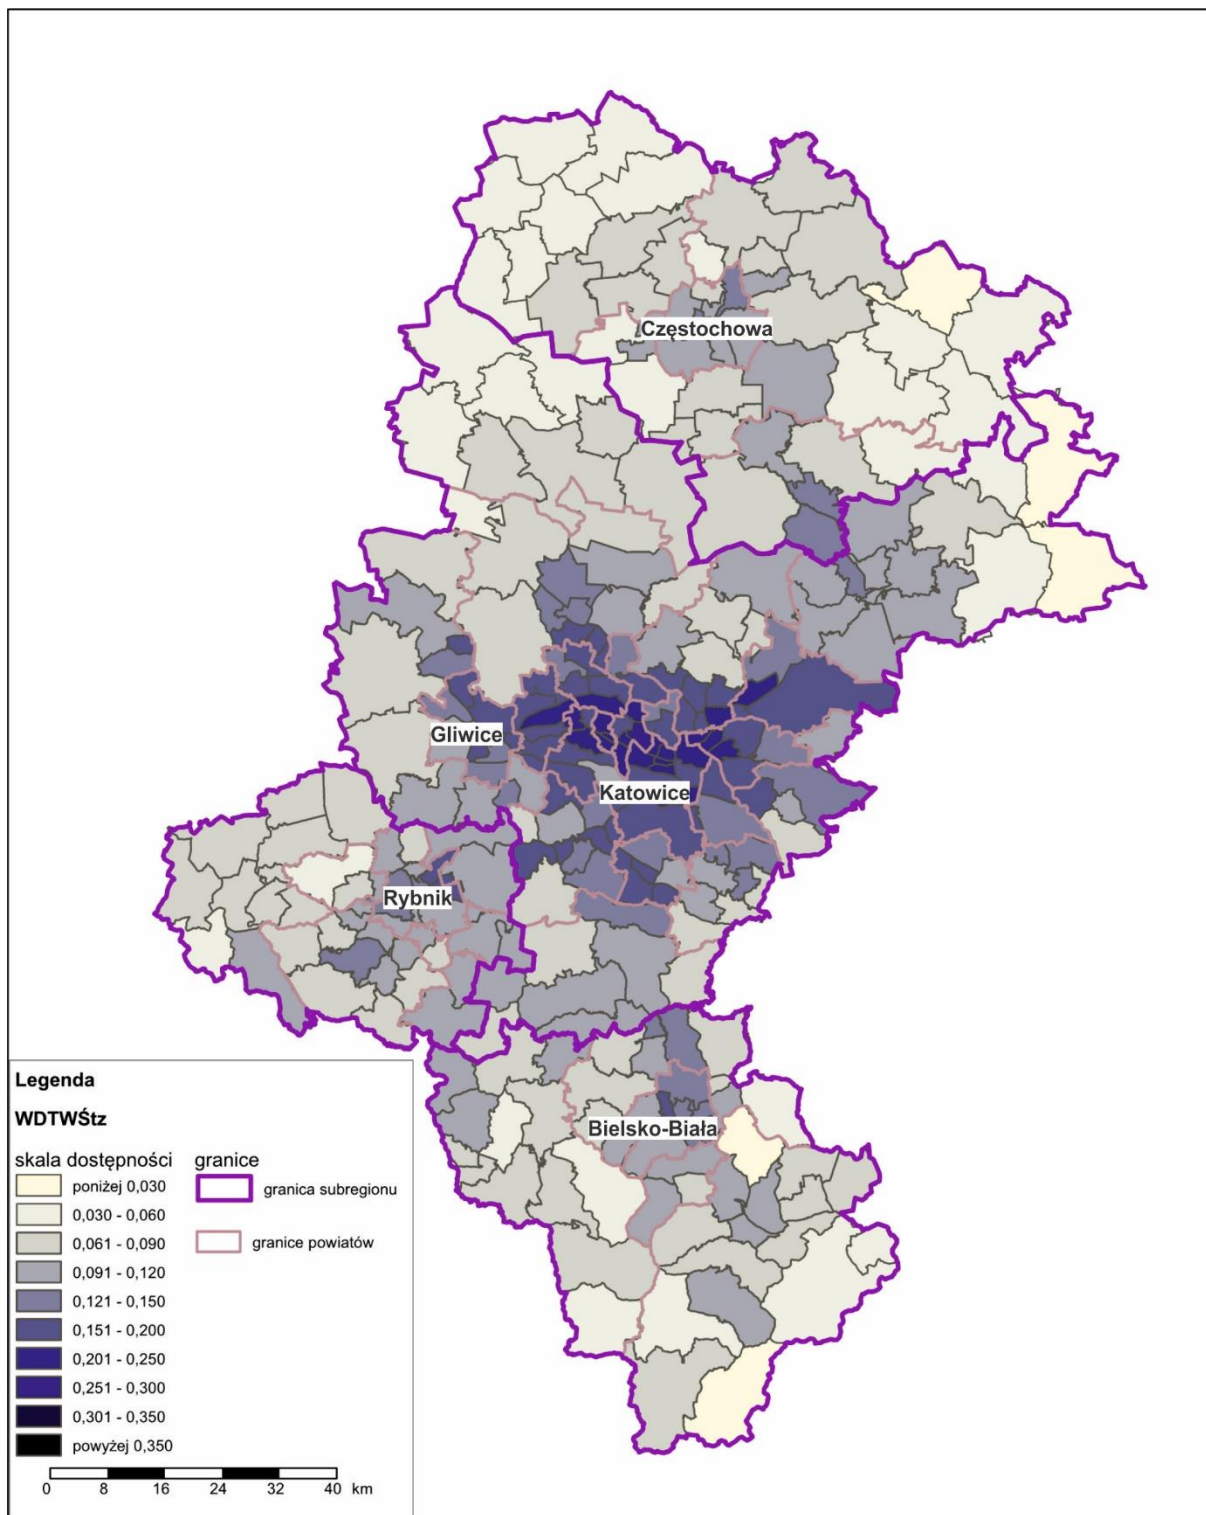 Częstochowa
Gliwice
Katowice
Rybnik
Bielsko-Biała
Legenda
WDTWŚtz
skala dostępności
poniżej 0,030
0,030 - 0,060
0,061 - 0,090
0,091 - 0,120
0,121 - 0,150
0,151 - 0,200
0,201 - 0,250
0,251 - 0,300
0,301 - 0,350
powyżej 0,350
granice
granica subregionu
granice powiatów
0 8 16 24 32 40 km